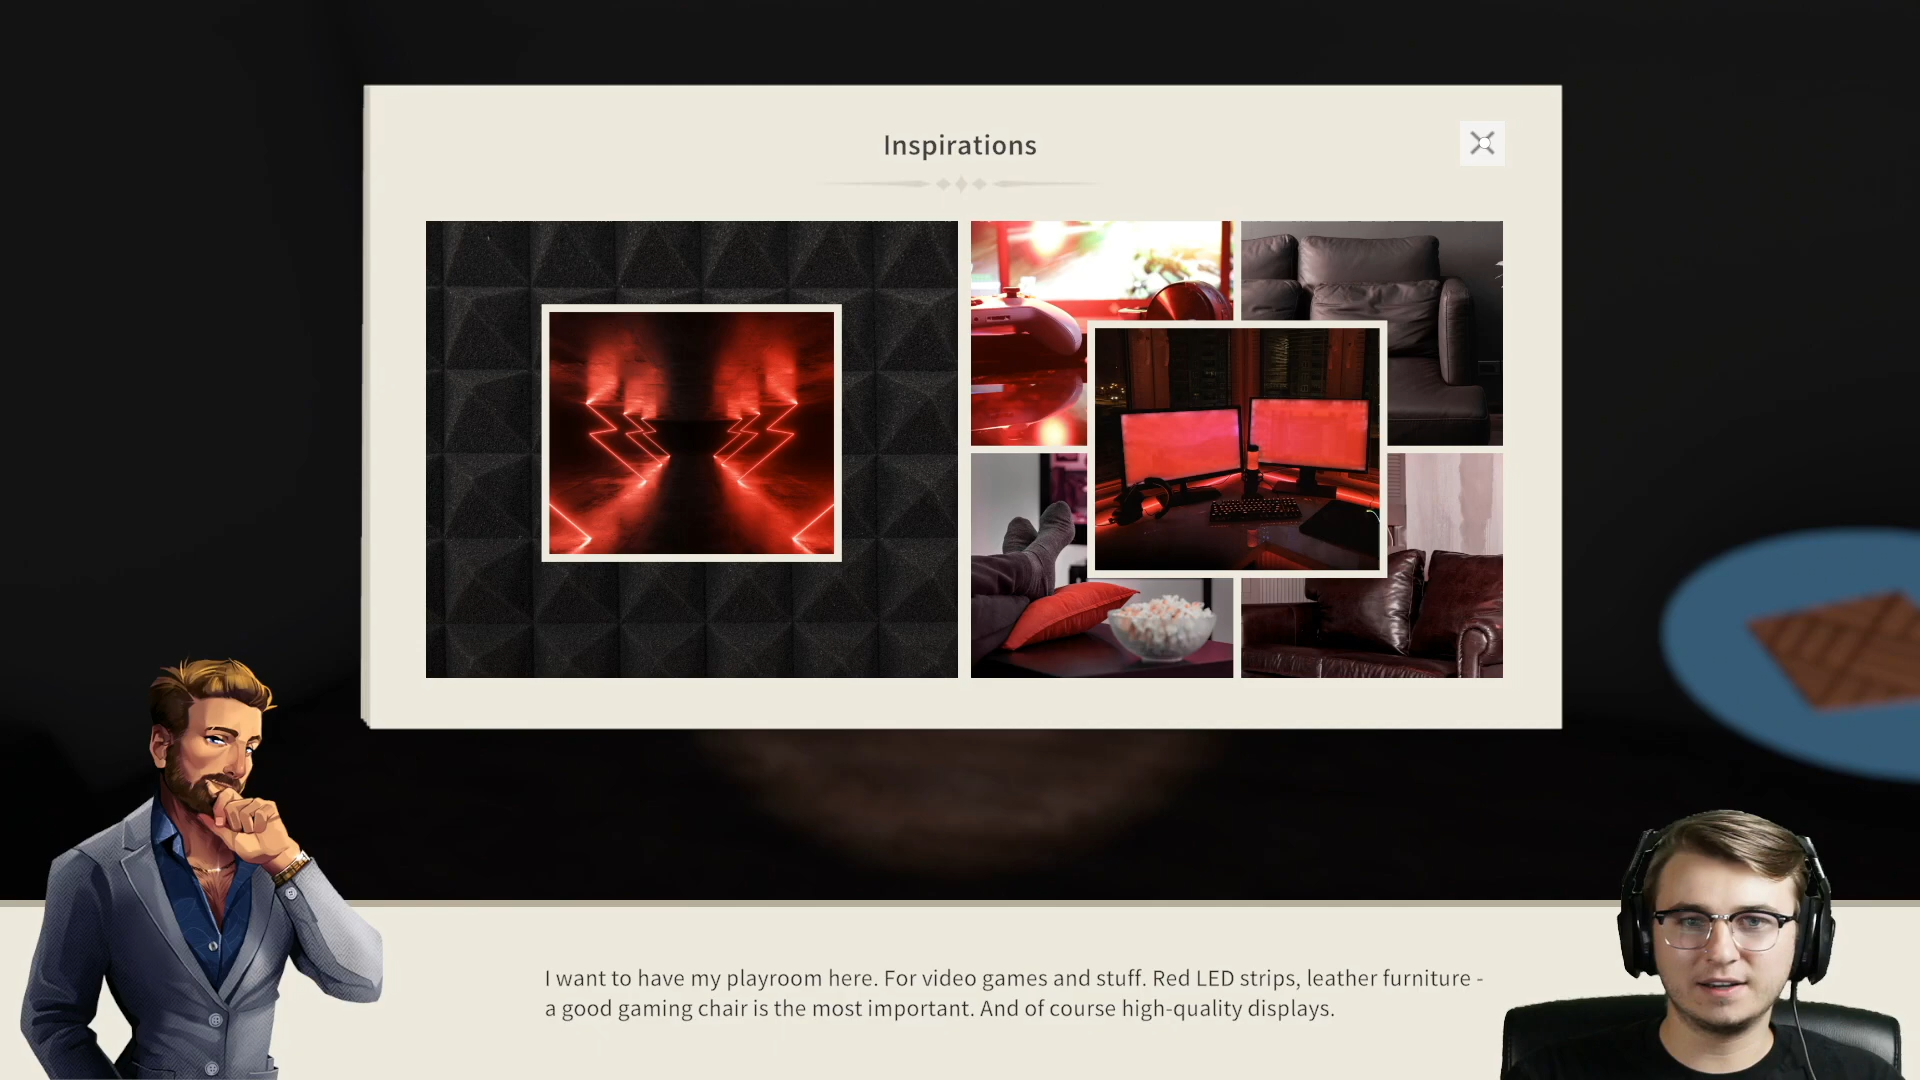 Inspirations
I want to have my playroom here. For video games and stuff. Red LED strips, leather furniture -
a good gaming chair is the most important. And of course high-quality displays.